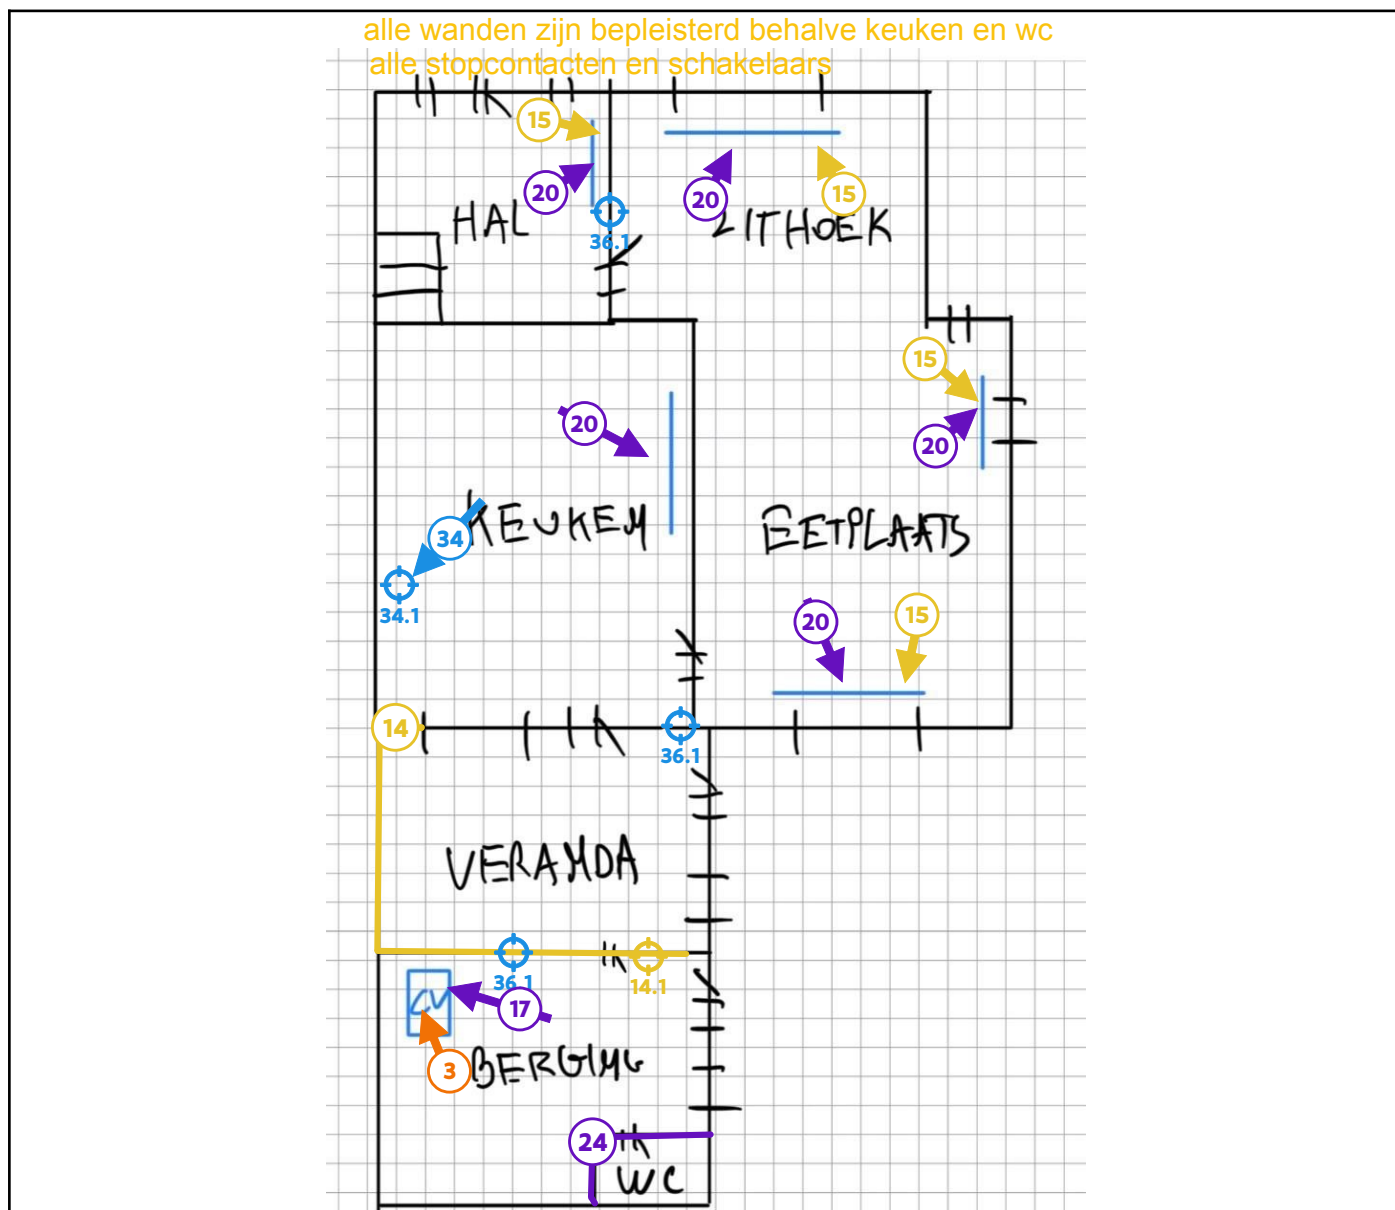 alle wanden zijn bepleisterd behalve keuken en wc
alle stopcontacten en schakelaars
15
20
20
15
HAL
ZITHOEK
36.1
15
20
20
34
KEUKEN
EETPLAATS
34.1
20
15
14
36.1
VERANDA
36.1
14.1
CV
17
3
BERGING
24
WC